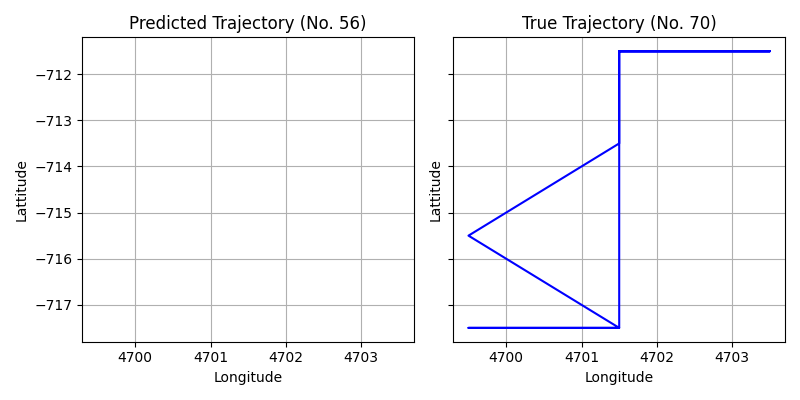 Predicted Trajectory (No. 56)
−712
−713
−714
−715
−716
−717
Lattitude
4700 4701 4702 4703
Longitude
True Trajectory (No. 70)
Lattitude
4700 4701 4702 4703
Longitude